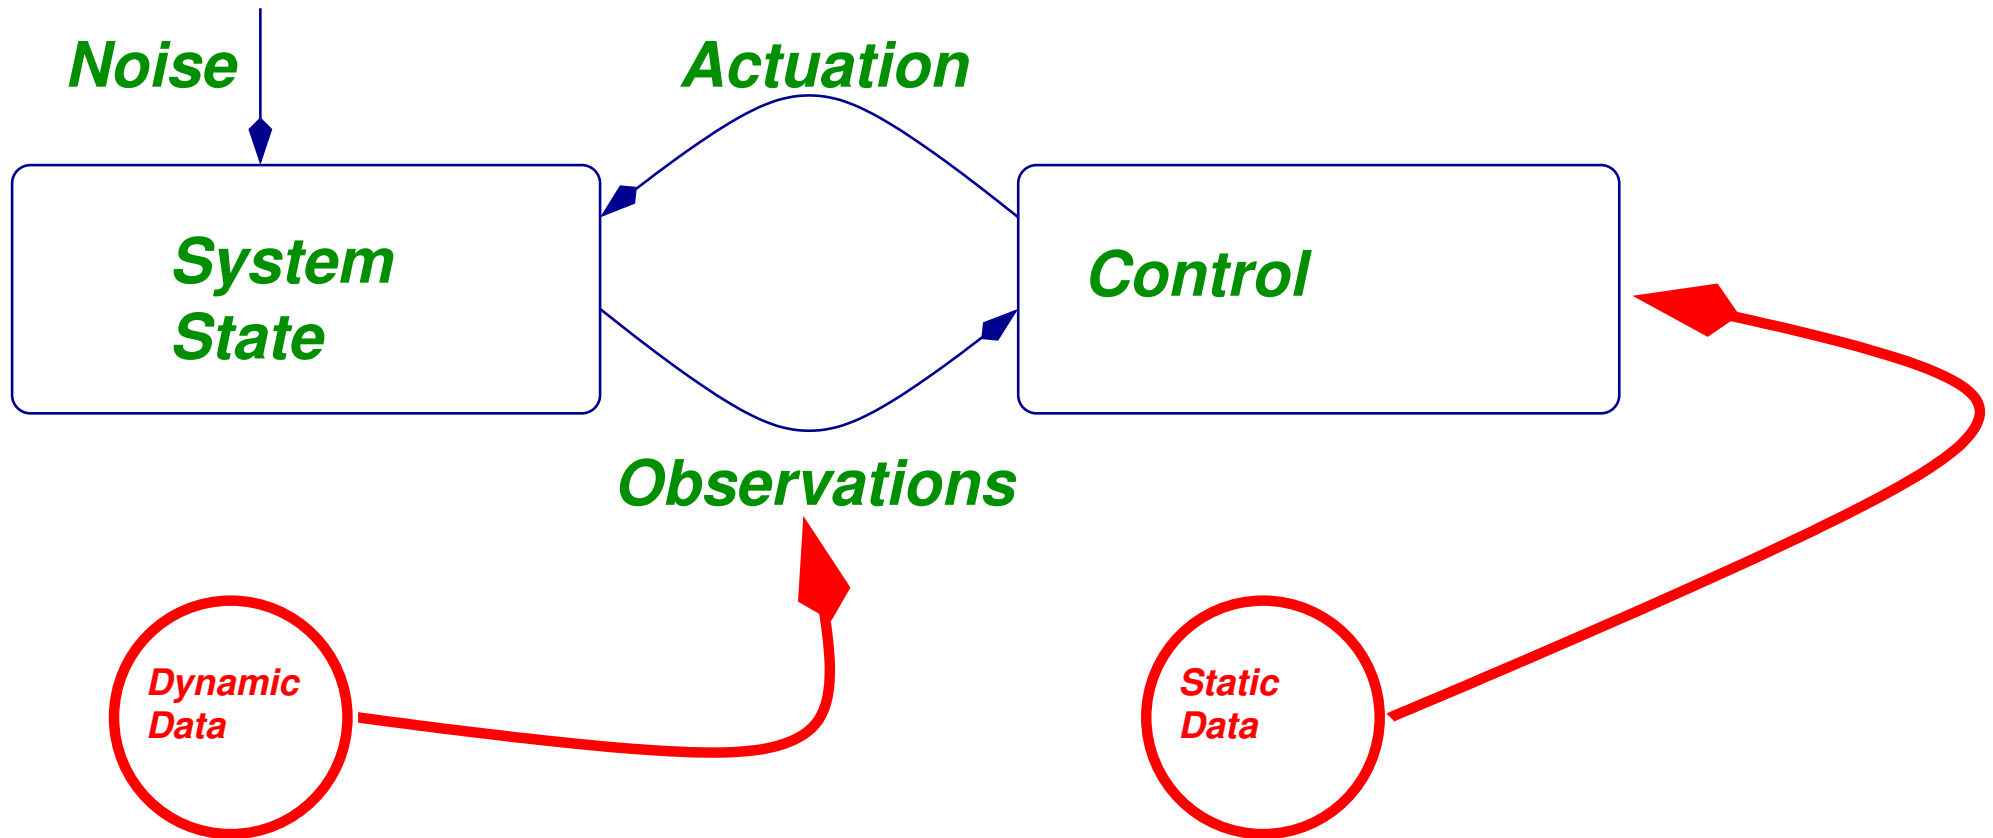 Noise
Actuation
System
State
Control
Observations
Dynamic
Data
Static
Data